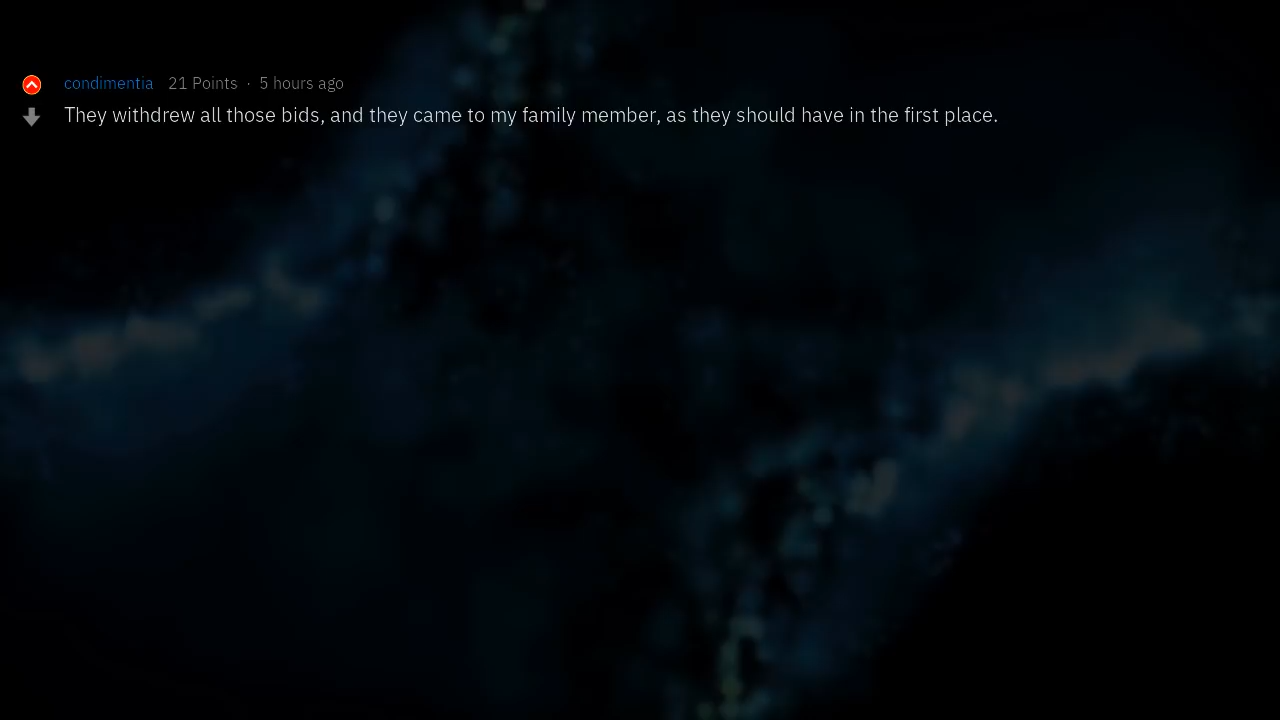 condimentia 21 Points · 5 hours ago
They withdrew all those bids, and they came to my family member, as they should have in the first place.